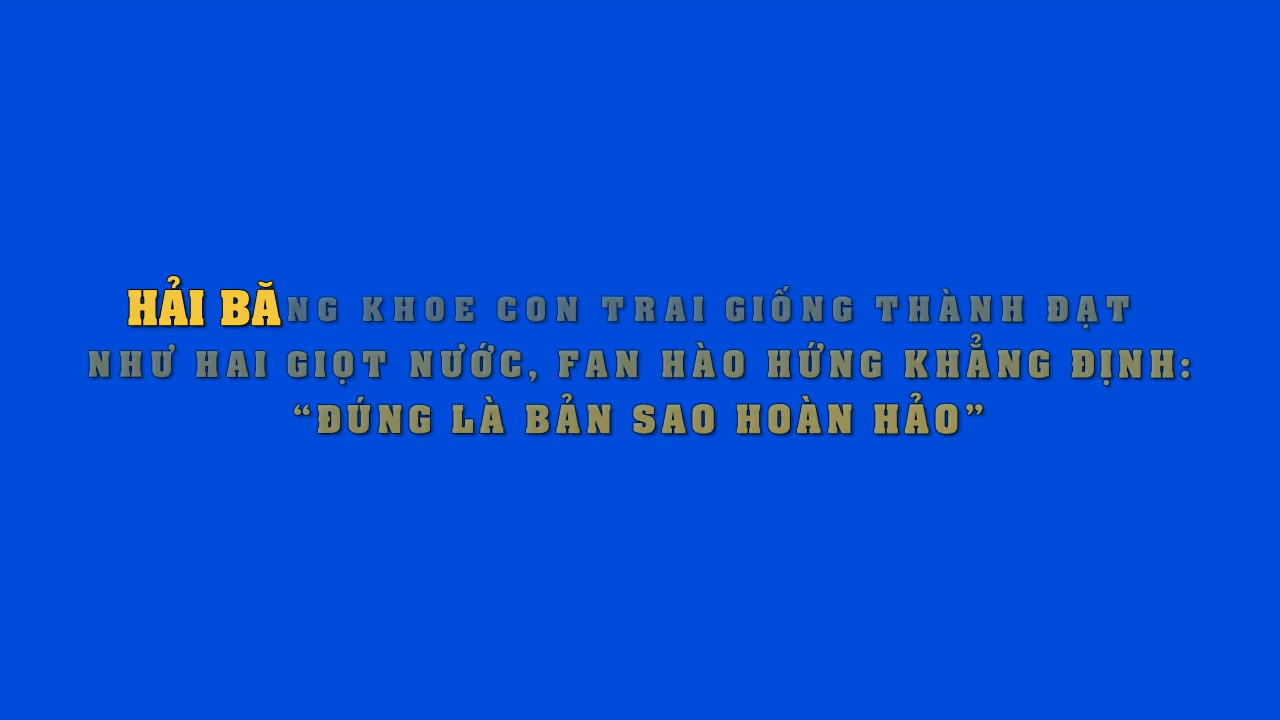 HẢI BĂNG KHOE CON TRAI GIỐNG THÀNH ĐẠT
NHƯ HAI GIỌT NƯỚC, FAN HÀO HỨNG KHẲNG ĐỊNH:
“ĐÚNG LÀ BẢN SAO HOÀN HẢO”